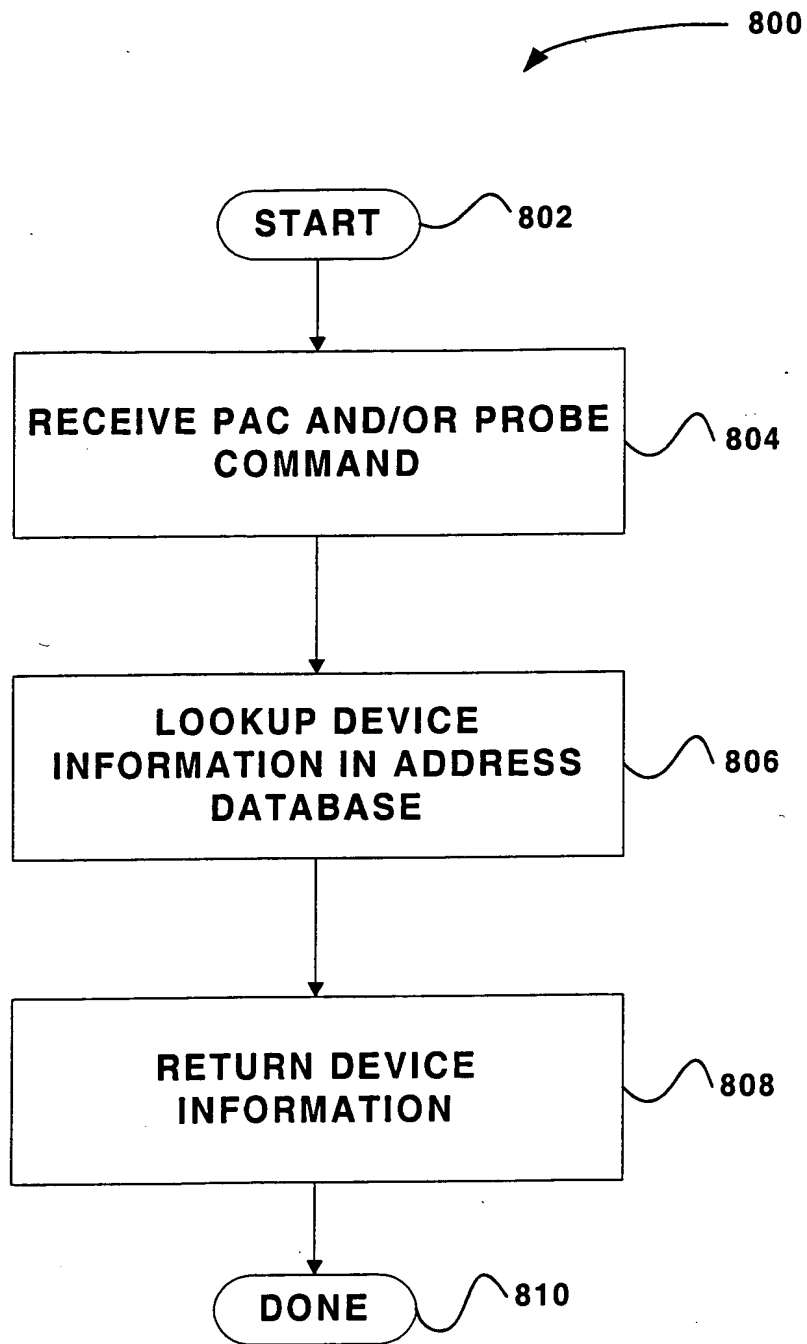 800
START
802
RECEIVE PAC AND/OR PROBE
COMMAND
804
LOOKUP DEVICE
INFORMATION IN ADDRESS
DATABASE
806
RETURN DEVICE
INFORMATION
808
DONE
810